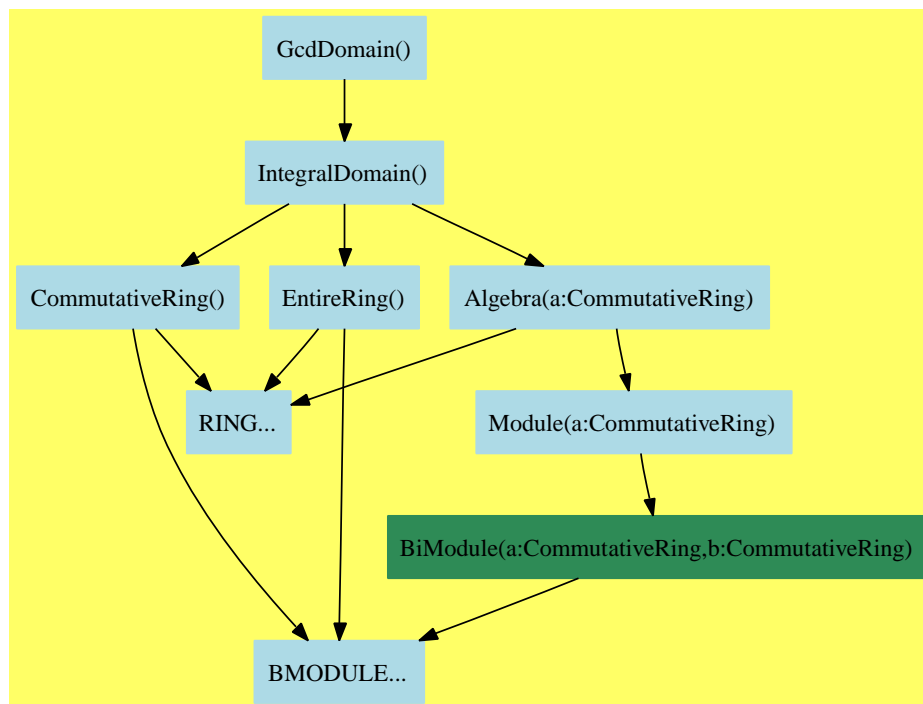 GcdDomain()
IntegralDomain()
CommutativeRing()
EntireRing()
Algebra(a:CommutativeRing)
RING...
Module(a:CommutativeRing)
BiModule(a:CommutativeRing,b:CommutativeRing)
BMODULE...